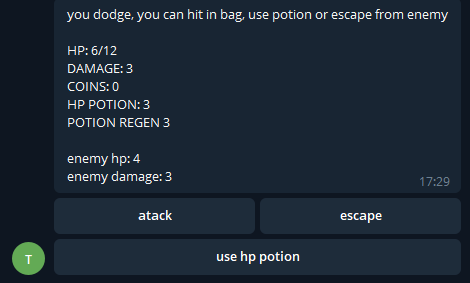 you dodge, you can hit in bag, use potion or escape from enemy
HP: 6/12
DAMAGE: 3
COINS: 0
HP POTION: 3
POTION REGEN 3
enemy hp: 4
enemy damage: 3
17:29
atack
escape
T
use hp potion